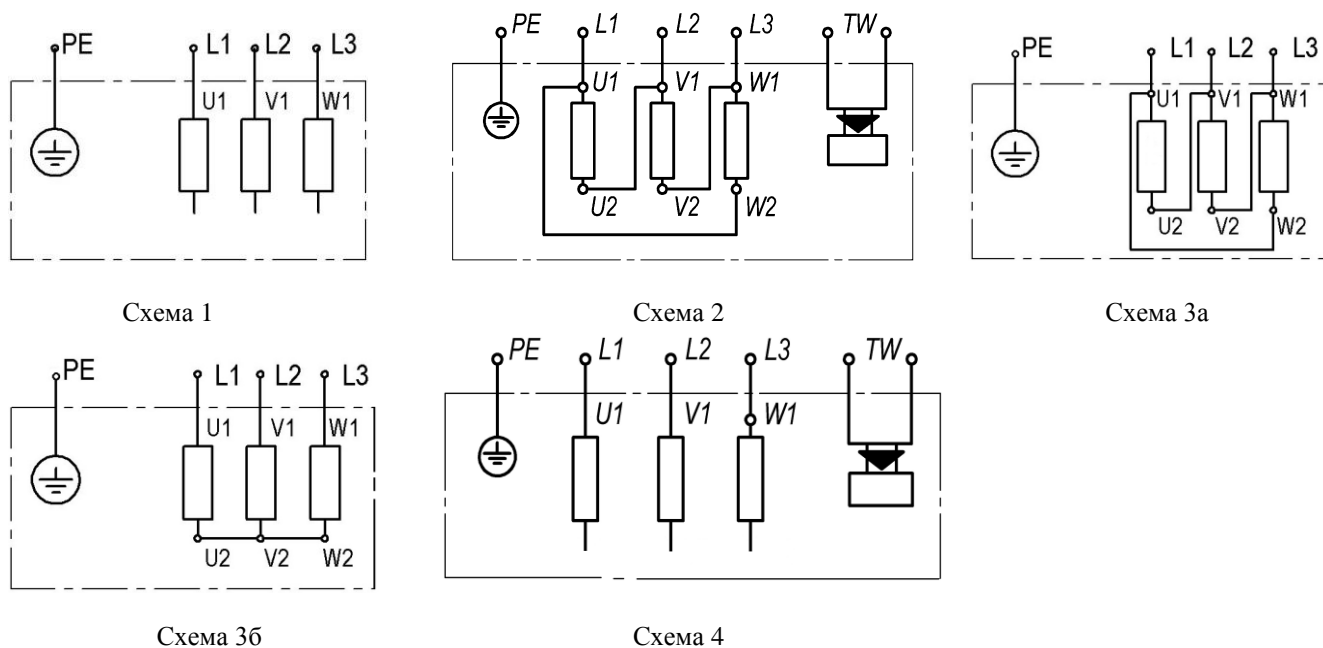 PE L1 L2 L3
U1 V1 W1
Схема 1
PE L1 L2 L3 TW
U1 V1 W1
U2 V2 W2
Схема 2
PE L1 L2 L3
U1 V1 W1
U2 V2 W2
Схема 3а
PE L1 L2 L3
U1 V1 W1
U2 V2 W2
Схема 3б
PE L1 L2 L3 TW
U1 V1 W1
Схема 4